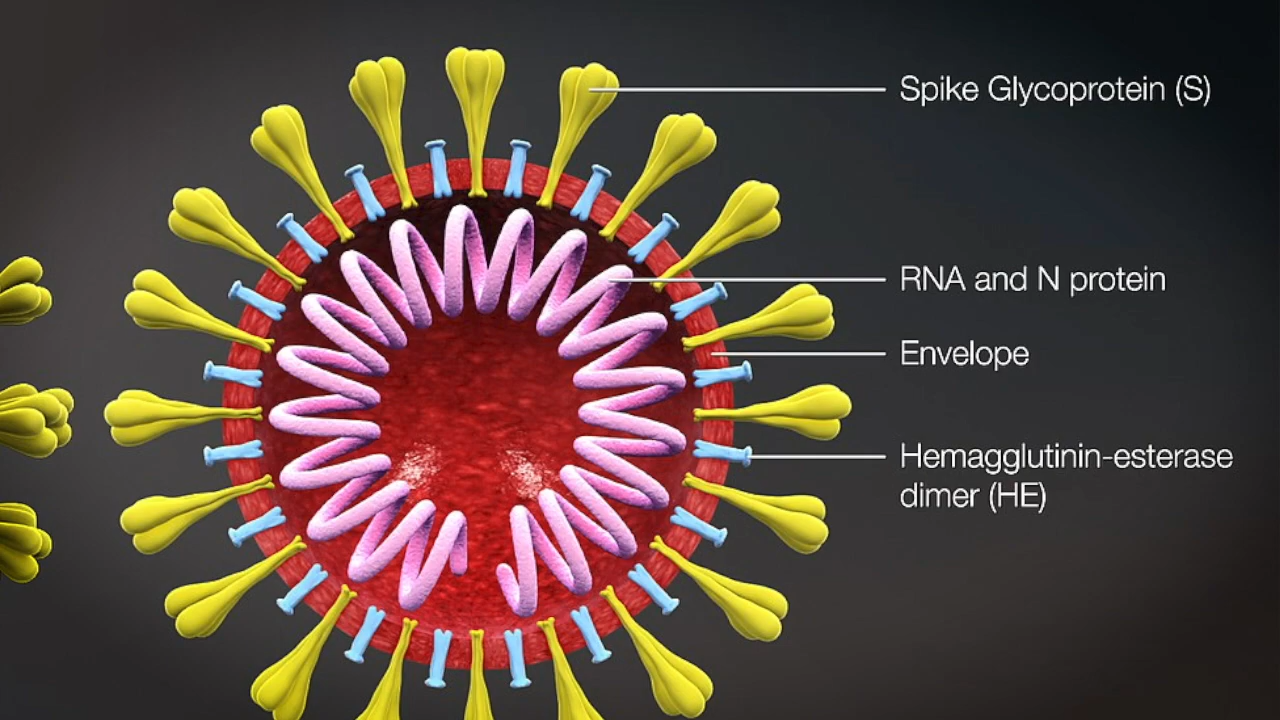 Spike Glycoprotein (S)
RNA and N protein
Envelope
Hemagglutinin-esterase
dimer (HE)